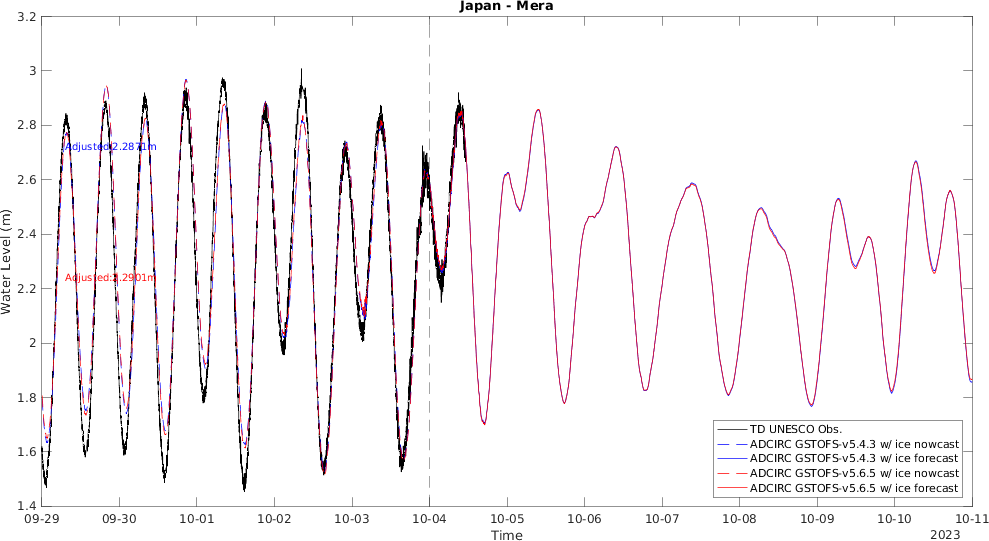 Japan - Mera
3.2
3
2.8
2.6
2.4
2.2
2
1.8
1.6
1.4
Water Level (m)
Adjusted:2.2871m
Adjusted:2.2901m
TD UNESCO Obs.
ADCIRC GSTOFS-v5.4.3 w/ ice nowcast
ADCIRC GSTOFS-v5.4.3 w/ ice forecast
ADCIRC GSTOFS-v5.6.5 w/ ice nowcast
ADCIRC GSTOFS-v5.6.5 w/ ice forecast
09-29 09-30 10-01 10-02 10-03 10-04 10-05 10-06 10-07 10-08 10-09 10-10 10-11
Time
2023